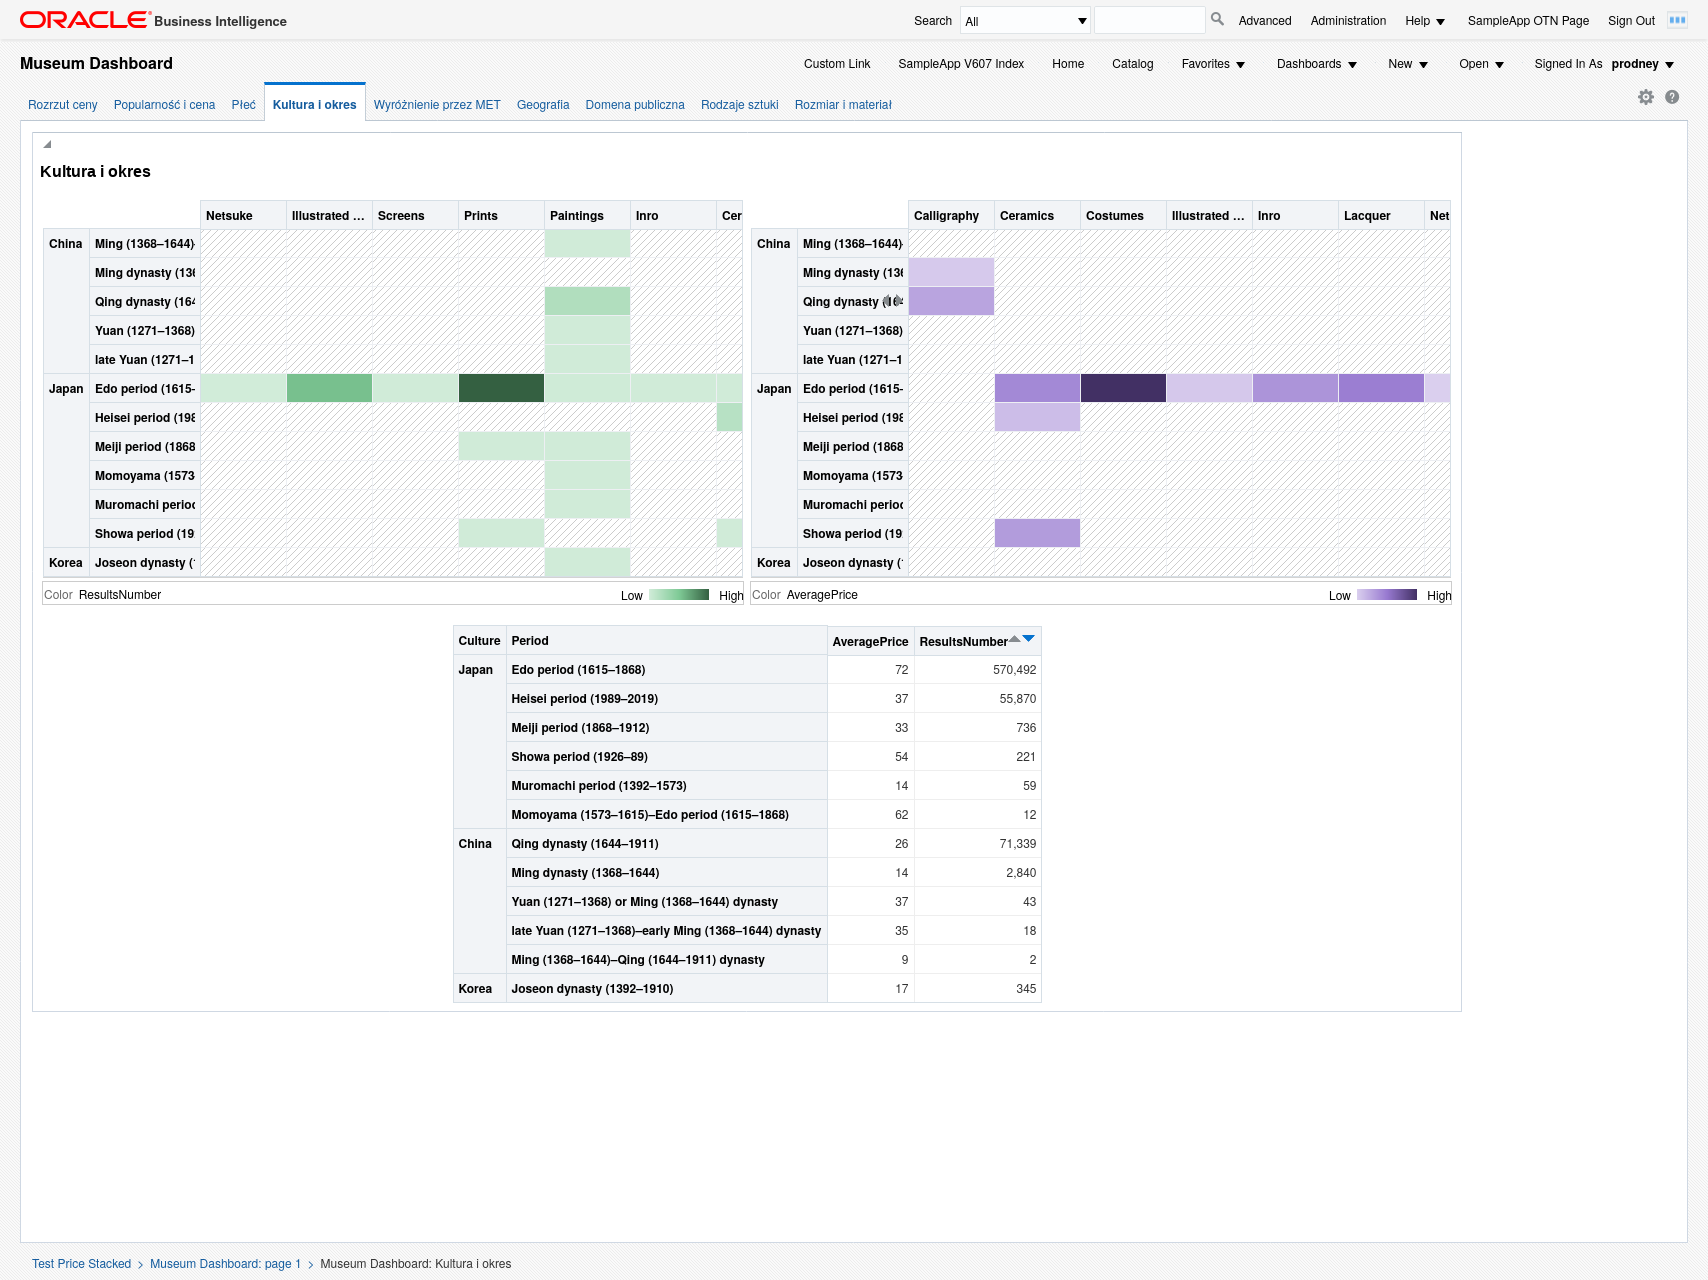 ORACLE Business Intelligence
Search All Advanced Administration Help SampleApp OTN Page Sign Out
Museum Dashboard
Custom Link SampleApp V607 Index Home Catalog Favorites Dashboards New Open Signed In As prodney
Rozrzut ceny Popularność i cena Płeć Kultura i okres Wyróżnienie przez MET Geografia Domena publiczna Rodzaje sztuki Rozmiar i materiał
Kultura i okres
Netsuke Illustrated ... Screens Prints Paintings Inro Cer
China Ming (1368–1644)
Ming dynasty (136
Qing dynasty (164
Yuan (1271–1368)
late Yuan (1271–1
Japan Edo period (1615-
Heisei period (198
Meiji period (1868
Momoyama (1573
Muromachi period
Showa period (19
Korea Joseon dynasty (
Color ResultsNumber Low High
Calligraphy Ceramics Costumes Illustrated ... Inro Lacquer Net
China Ming (1368–1644)
Ming dynasty (136
Qing dynasty (164
Yuan (1271–1368)
late Yuan (1271–1
Japan Edo period (1615-
Heisei period (198
Meiji period (1868
Momoyama (1573
Muromachi period
Showa period (19
Korea Joseon dynasty (
Color AveragePrice Low High
Culture Period AveragePrice ResultsNumber
Japan Edo period (1615–1868) 72 570,492
Heisei period (1989–2019) 37 55,870
Meiji period (1868–1912) 33 736
Showa period (1926–89) 54 221
Muromachi period (1392–1573) 14 59
Momoyama (1573–1615)–Edo period (1615–1868) 62 12
China Qing dynasty (1644–1911) 26 71,339
Ming dynasty (1368–1644) 14 2,840
Yuan (1271–1368) or Ming (1368–1644) dynasty 37 43
late Yuan (1271–1368)–early Ming (1368–1644) dynasty 35 18
Ming (1368–1644)–Qing (1644–1911) dynasty 9 2
Korea Joseon dynasty (1392–1910) 17 345
Test Price Stacked > Museum Dashboard: page 1 > Museum Dashboard: Kultura i okres